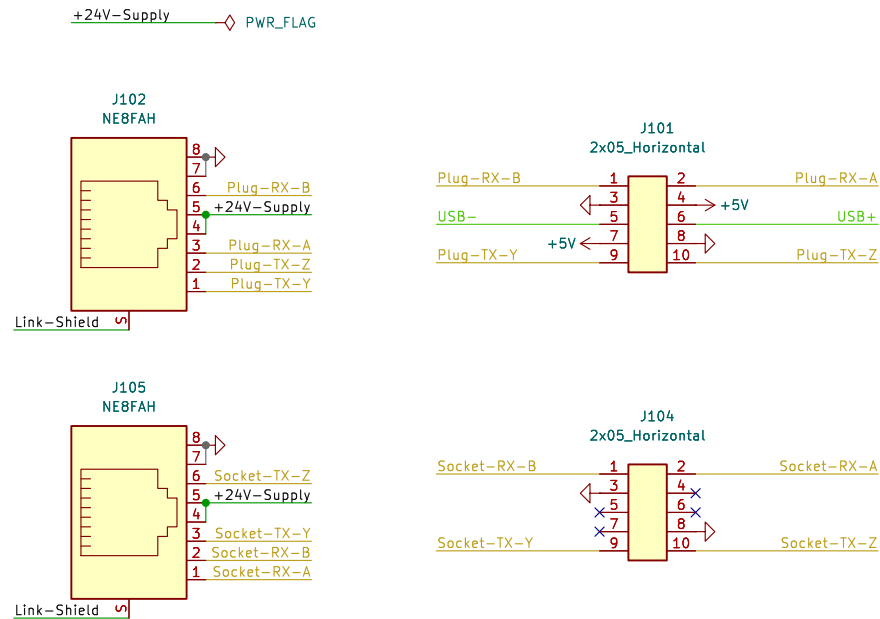 +24V-Supply
PWR_FLAG
J102
NE8FAH
8
7
6 Plug-RX-B
5 +24V-Supply
4
3 Plug-RX-A
2 Plug-TX-Z
1 Plug-TX-Y
Link-Shield
S
J101
2x05_Horizontal
Plug-RX-B 1 2 Plug-RX-A
3 4 +5V
USB- 5 6 USB+
+5V 7 8
Plug-TX-Y 9 10 Plug-TX-Z
J105
NE8FAH
8
7
6 Socket-TX-Z
5 +24V-Supply
4
3 Socket-TX-Y
2 Socket-RX-B
1 Socket-RX-A
Link-Shield
S
J104
2x05_Horizontal
Socket-RX-B 1 2 Socket-RX-A
3 4
5 6
7 8
Socket-TX-Y 9 10 Socket-TX-Z